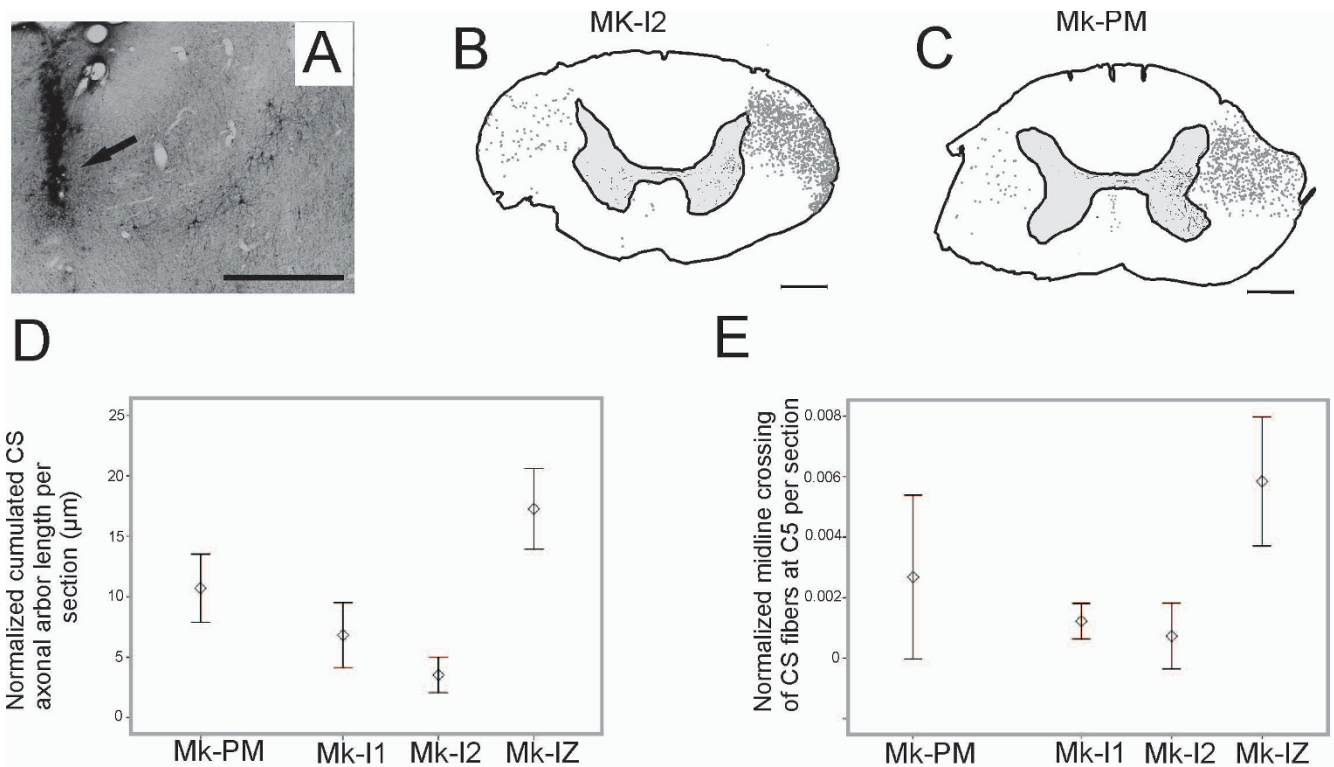 A
MK-I2
B
Mk-PM
C
D
Normalized cumulated CS
axonal arbor length per
section (µm)
25
20
15
10
5
0
Mk-PM
Mk-I1
Mk-I2
Mk-IZ
E
Normalized midline crossing
of CS fibers at C5 per section
0.008
0.006
0.004
0.002
0
Mk-PM
Mk-I1
Mk-I2
Mk-IZ